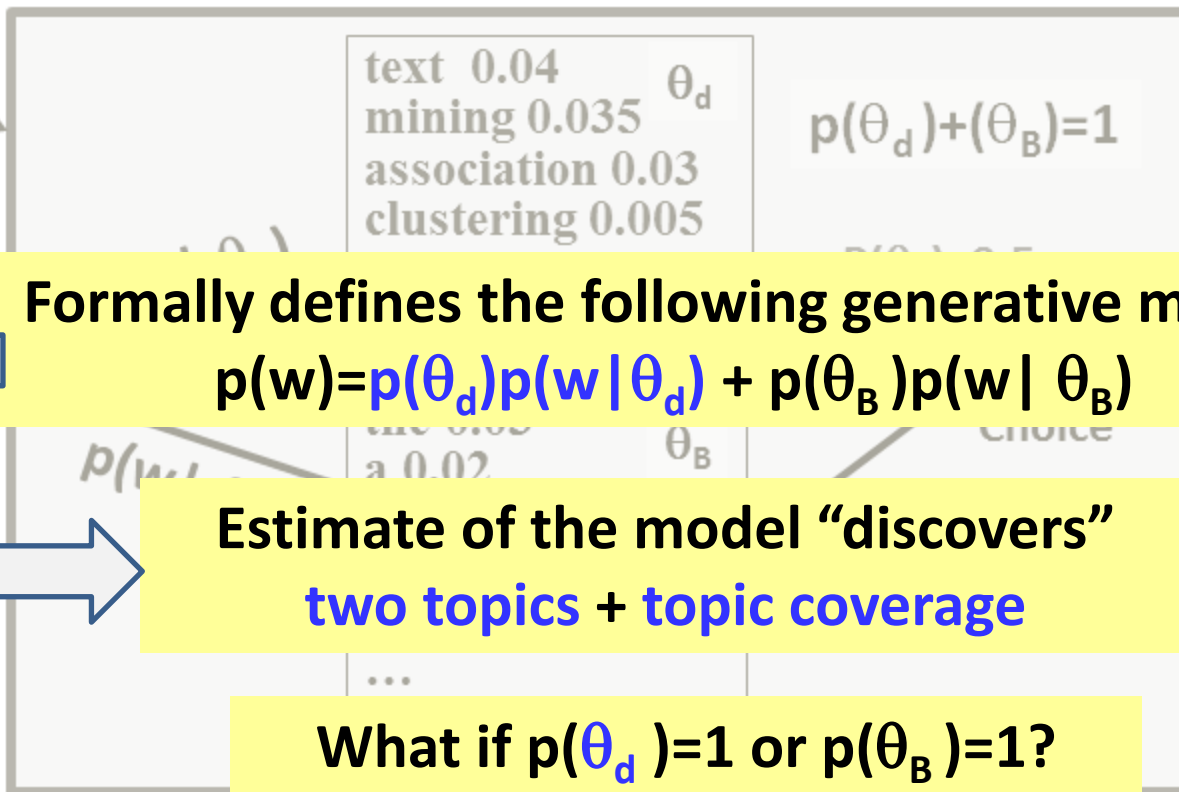 text 0.04
θd
mining 0.035
p(θd)+(θB)=1
association 0.03
clustering 0.005
Formally defines the following generative
p(w)=p(θd)p(w|θd) + p(θB)p(w| θB)
θB
Choice
p(w|
a 0.02
Estimate of the model “discovers”
two topics + topic coverage
...
What if p(θd )=1 or p(θB )=1?